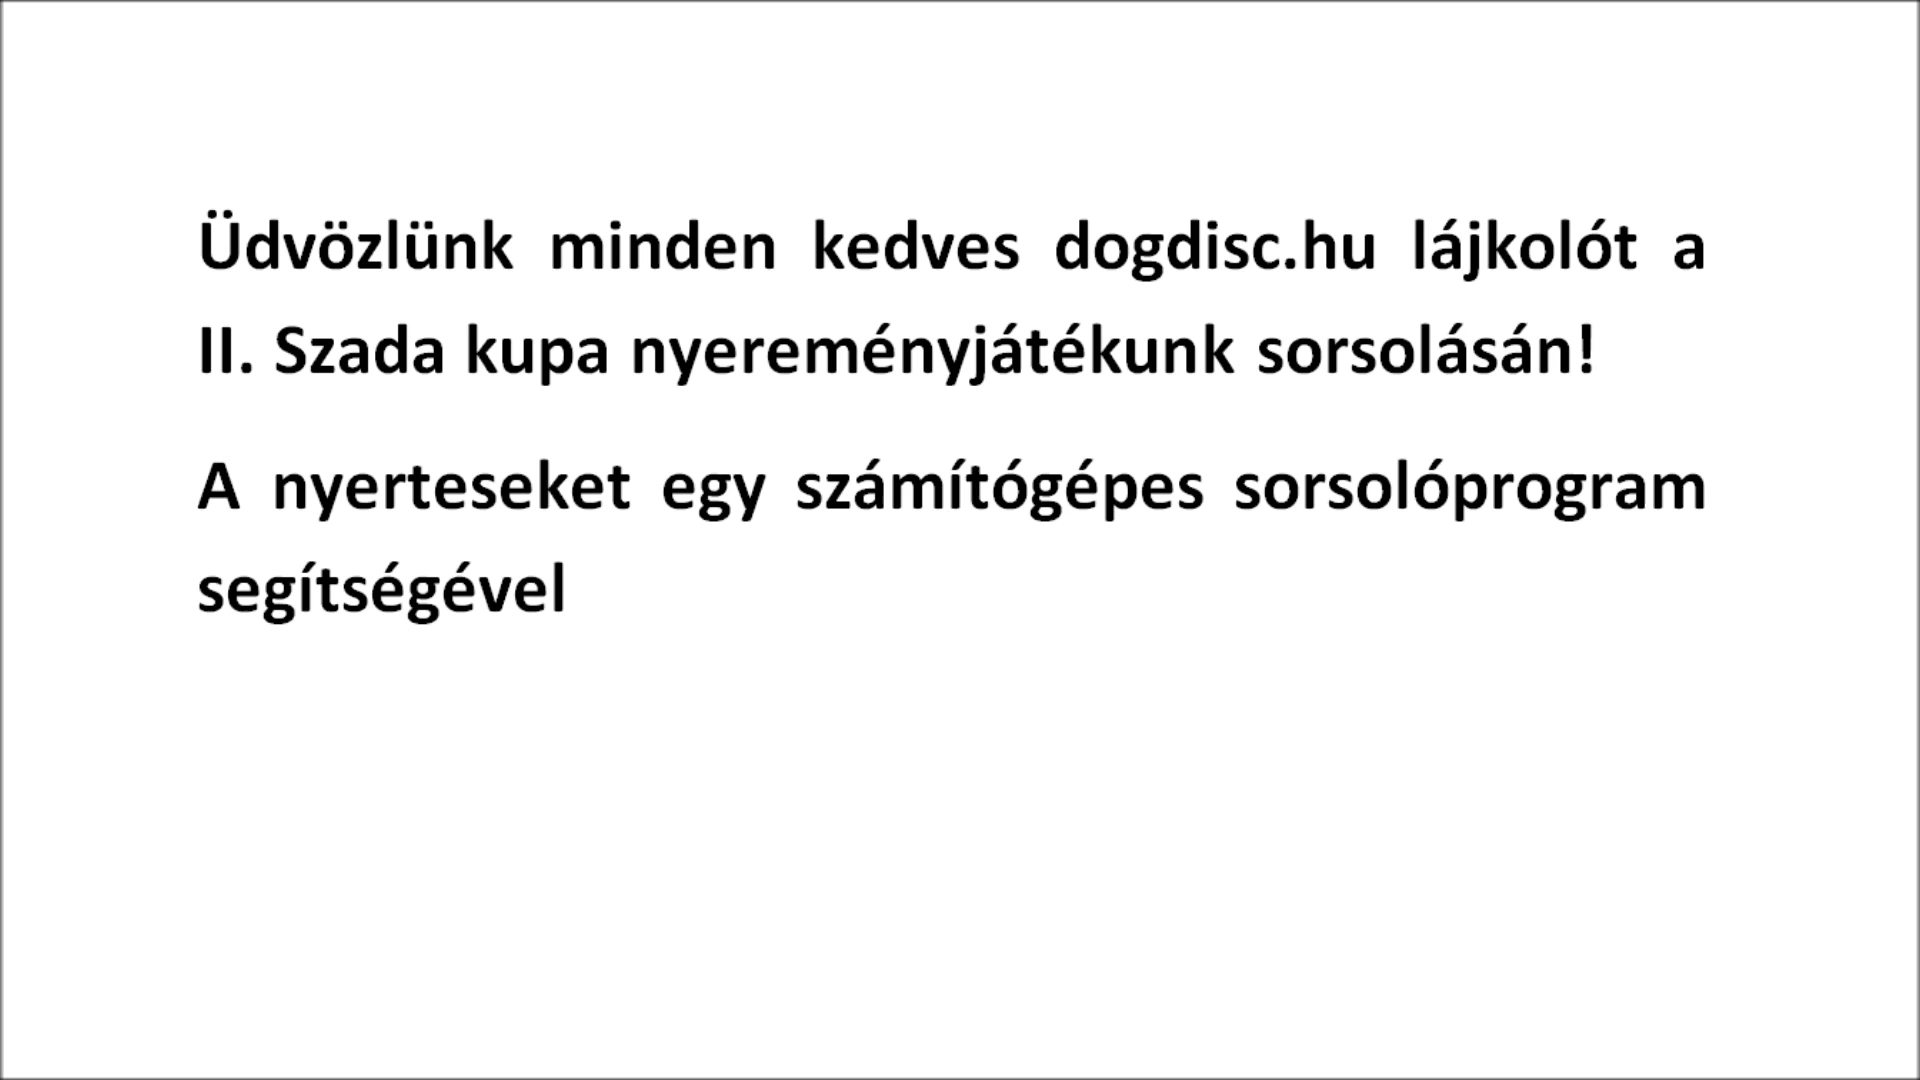 Üdvözlünk minden kedves dogdisc.hu lájkolót a
II. Szada kupa nyereményjátékunk sorsolásán!
A nyerteseket egy számítógépes sorsolóprogram
segítségével